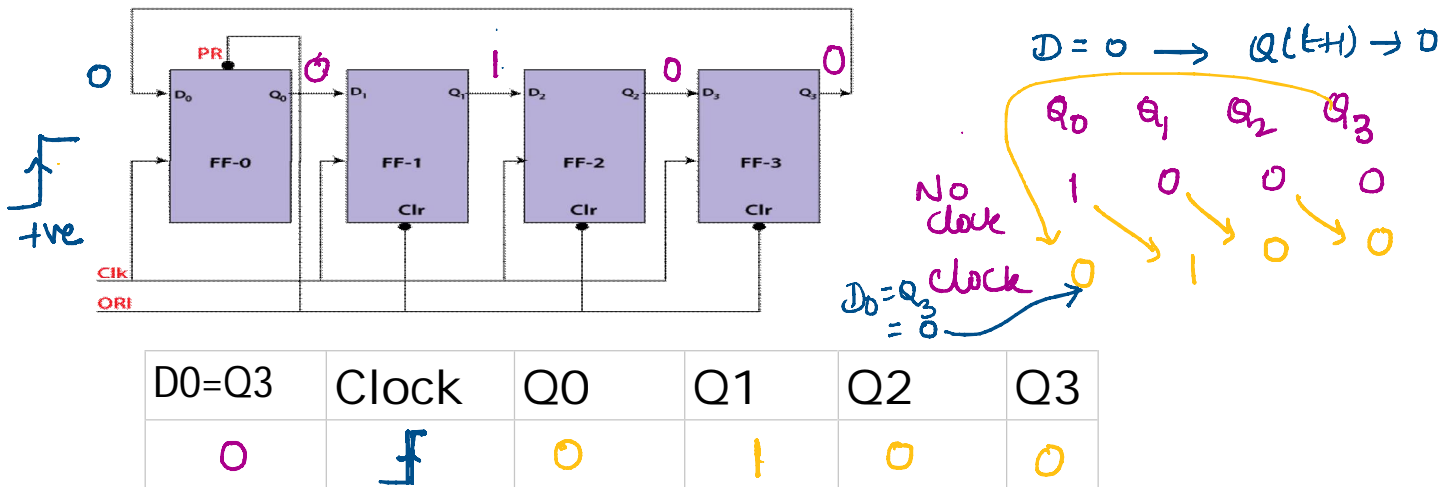 D = 0 → Q(t+1) → 0
PR
0 0 1 0 0
D0 Q0 D1 Q1 D2 Q2 D3 Q3
Q0 Q1 Q2 Q3
FF-0 FF-1 FF-2 FF-3
No clock 1 0 0 0
Clr Clr Clr
+ve
Clk
clock 0 1 0 0
ORI
D0 = Q3
= 0
D0=Q3 Clock Q0 Q1 Q2 Q3
0 0 1 0 0